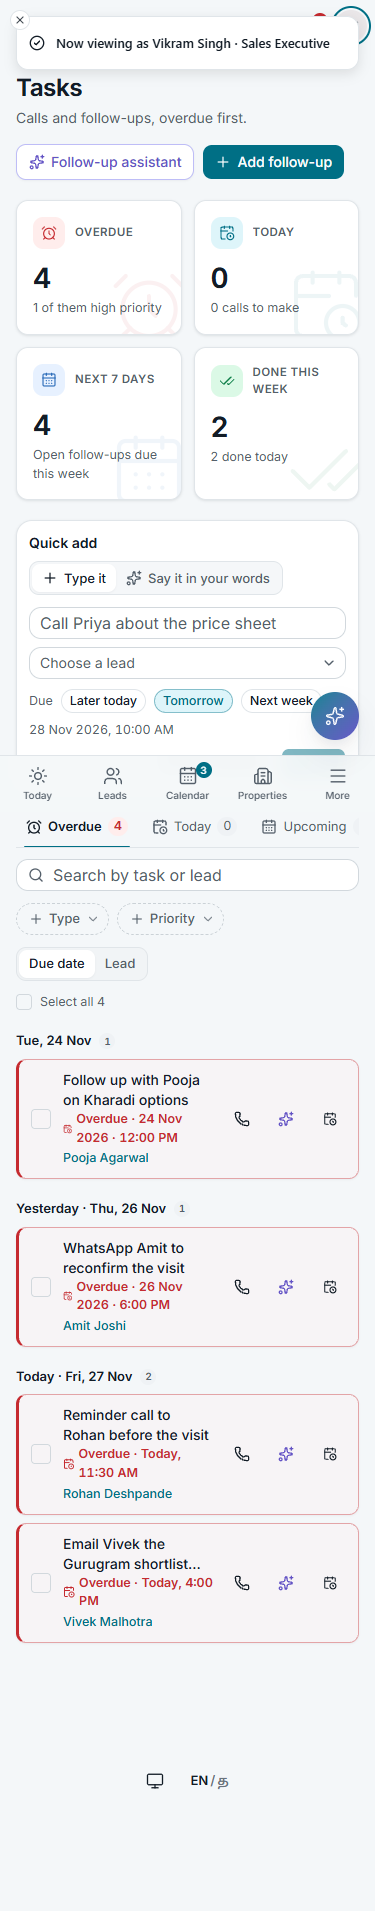 Now viewing as Vikram Singh · Sales Executive
Tasks
Calls and follow-ups, overdue first.
Follow-up assistant
Add follow-up
OVERDUE
4
1 of them high priority
TODAY
0
0 calls to make
NEXT 7 DAYS
4
Open follow-ups due
this week
DONE THIS
WEEK
2
2 done today
Quick add
Type it
Say it in your words
Call Priya about the price sheet
Choose a lead
Due
Later today
Tomorrow
Next week
28 Nov 2026, 10:00 AM
Today
Leads
3
Calendar
Properties
More
Overdue 4
Today 0
Upcoming
Search by task or lead
Type
Priority
Due date
Lead
Select all 4
Tue, 24 Nov 1
Follow up with Pooja
on Kharadi options
Overdue · 24 Nov
2026 · 12:00 PM
Pooja Agarwal
Yesterday · Thu, 26 Nov 1
WhatsApp Amit to
reconfirm the visit
Overdue · 26 Nov
2026 · 6:00 PM
Amit Joshi
Today · Fri, 27 Nov 2
Reminder call to
Rohan before the visit
Overdue · Today,
11:30 AM
Rohan Deshpande
Email Vivek the
Gurugram shortlist...
Overdue · Today, 4:00
PM
Vivek Malhotra
EN / த